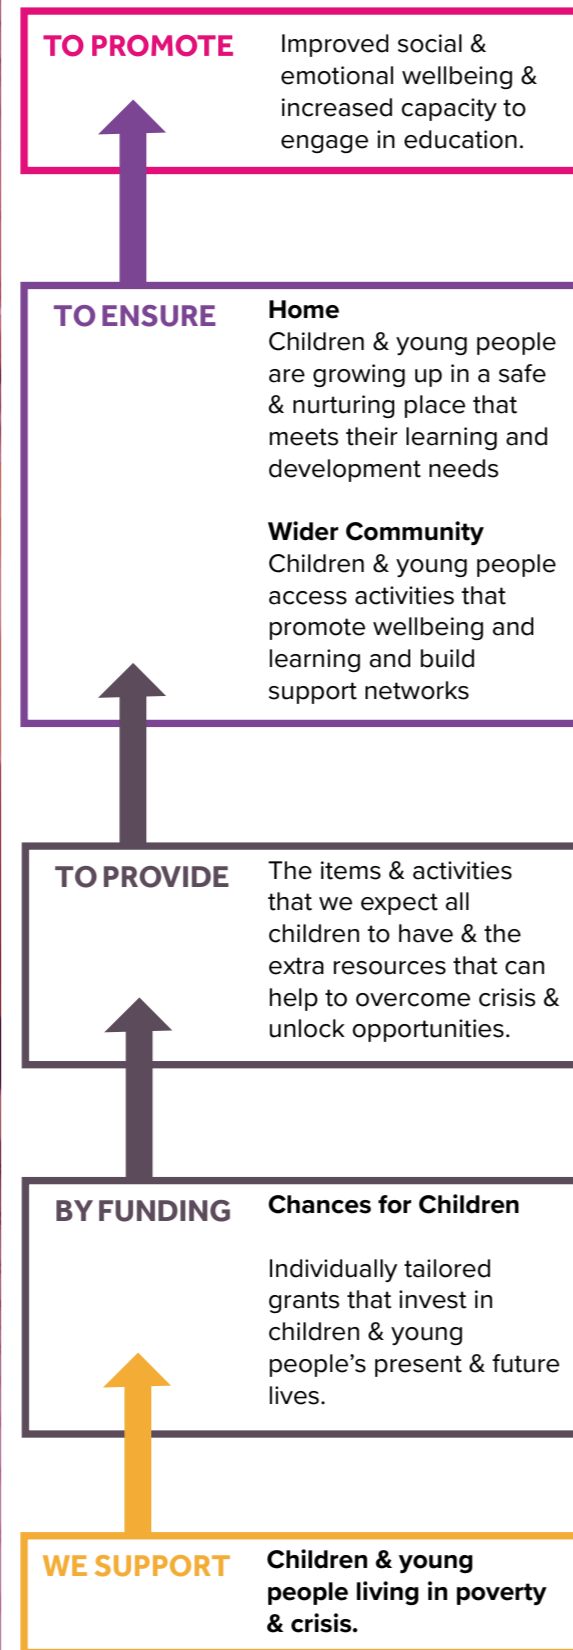 TO PROMOTE
Improved social &
emotional wellbeing &
increased capacity to
engage in education.
TO ENSURE
Home
Children & young people
are growing up in a safe
& nurturing place that
meets their learning and
development needs
Wider Community
Children & young people
access activities that
promote wellbeing and
learning and build
support networks
TO PROVIDE
The items & activities
that we expect all
children to have & the
extra resources that can
help to overcome crisis &
unlock opportunities.
BY FUNDING
Chances for Children
Individually tailored
grants that invest in
children & young
people’s present & future
lives.
WE SUPPORT
Children & young
people living in poverty
& crisis.